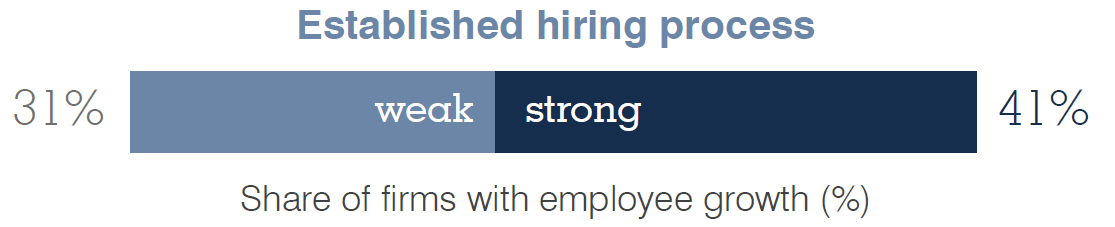 Established hiring process
31% weak strong 41%
Share of firms with employee growth (%)